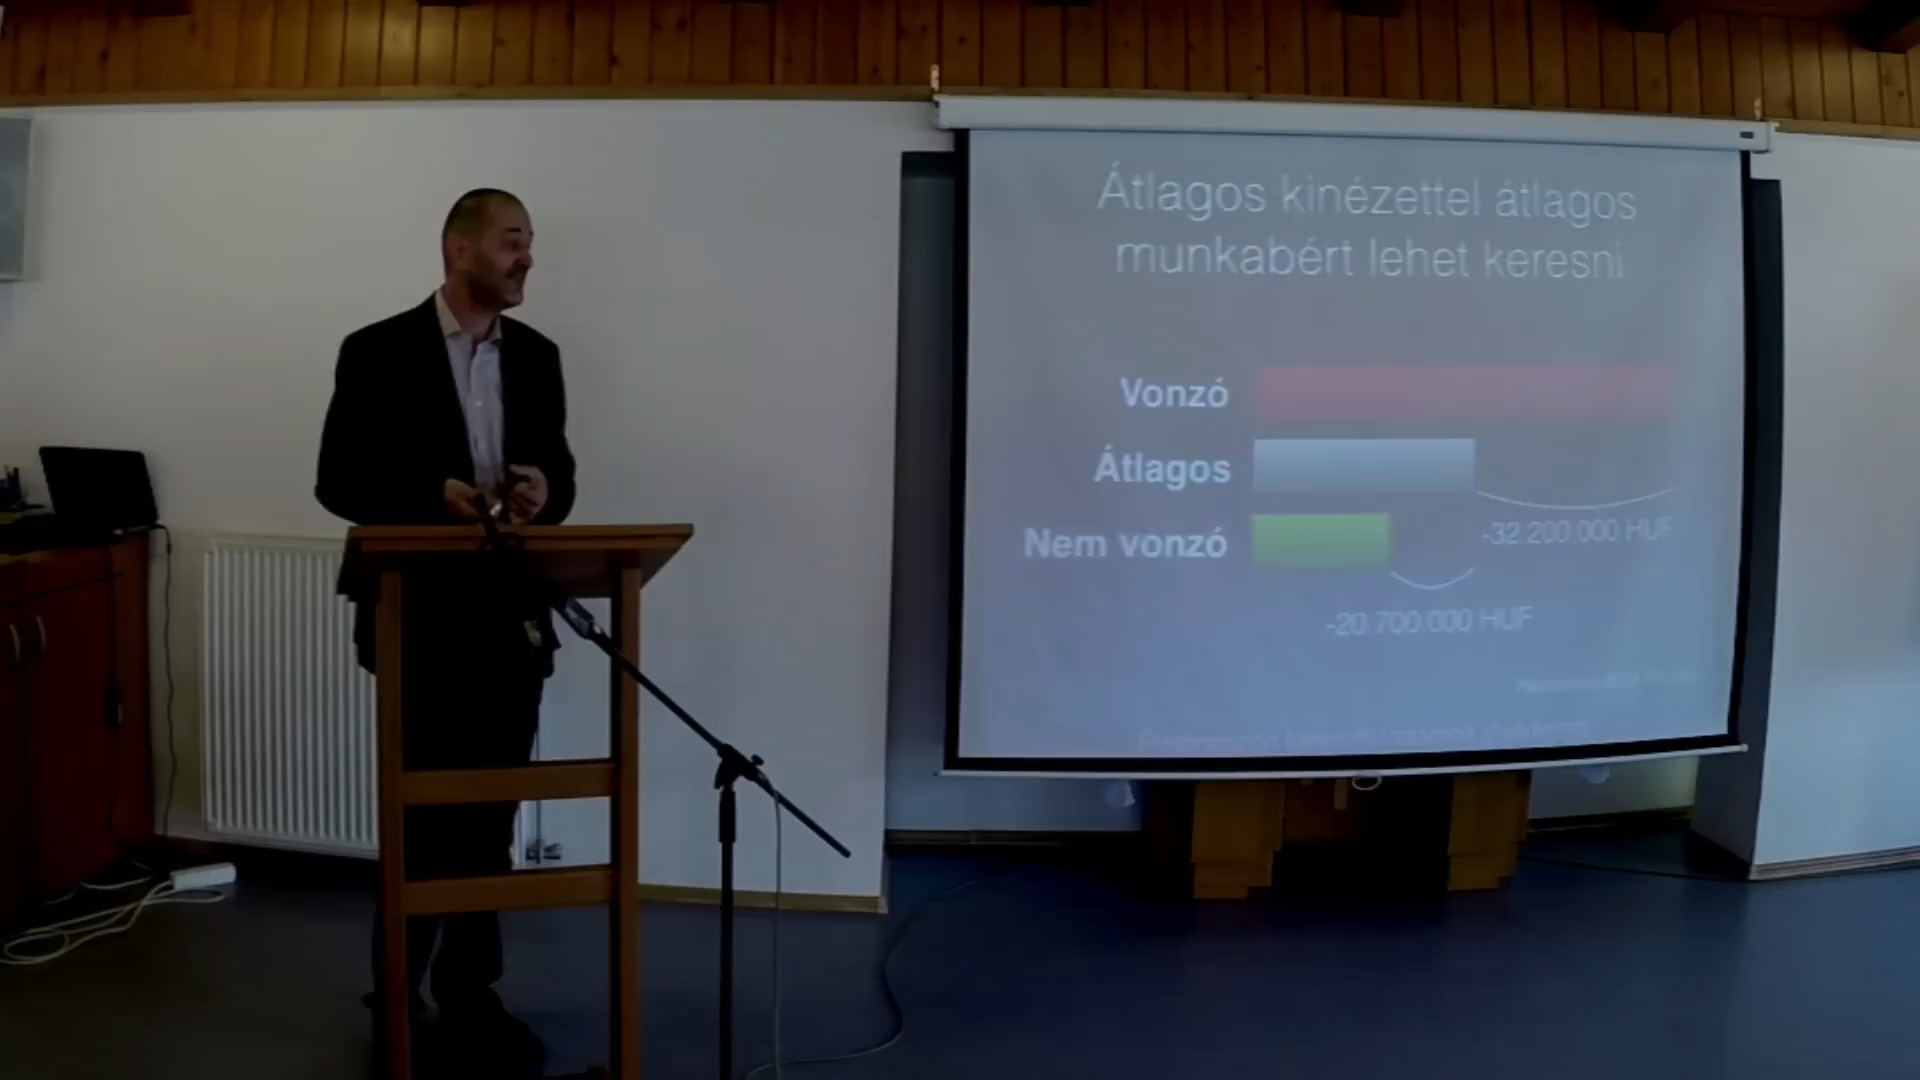 Átlagos kinézettel átlagos
munkabért lehet keresni
Vonzó
Átlagos
Nem vonzó
-32 200.000 HUF
-20 700.000 HUF